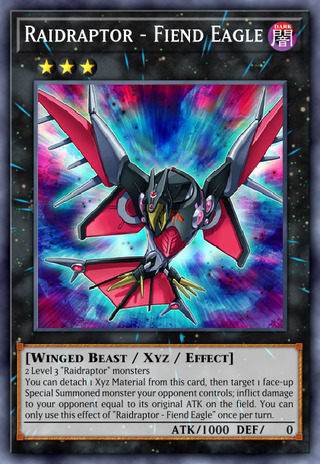 Raidraptor - Fiend Eagle
DARK
闇
[Winged Beast / Xyz / Effect]
2 Level 3 "Raidraptor" monsters
You can detach 1 Xyz Material from this card, then target 1 face-up
Special Summoned monster your opponent controls; inflict damage
to your opponent equal to its original ATK on the field. You can
only use this effect of "Raidraptor - Fiend Eagle" once per turn.
ATK/1000 DEF/ 0